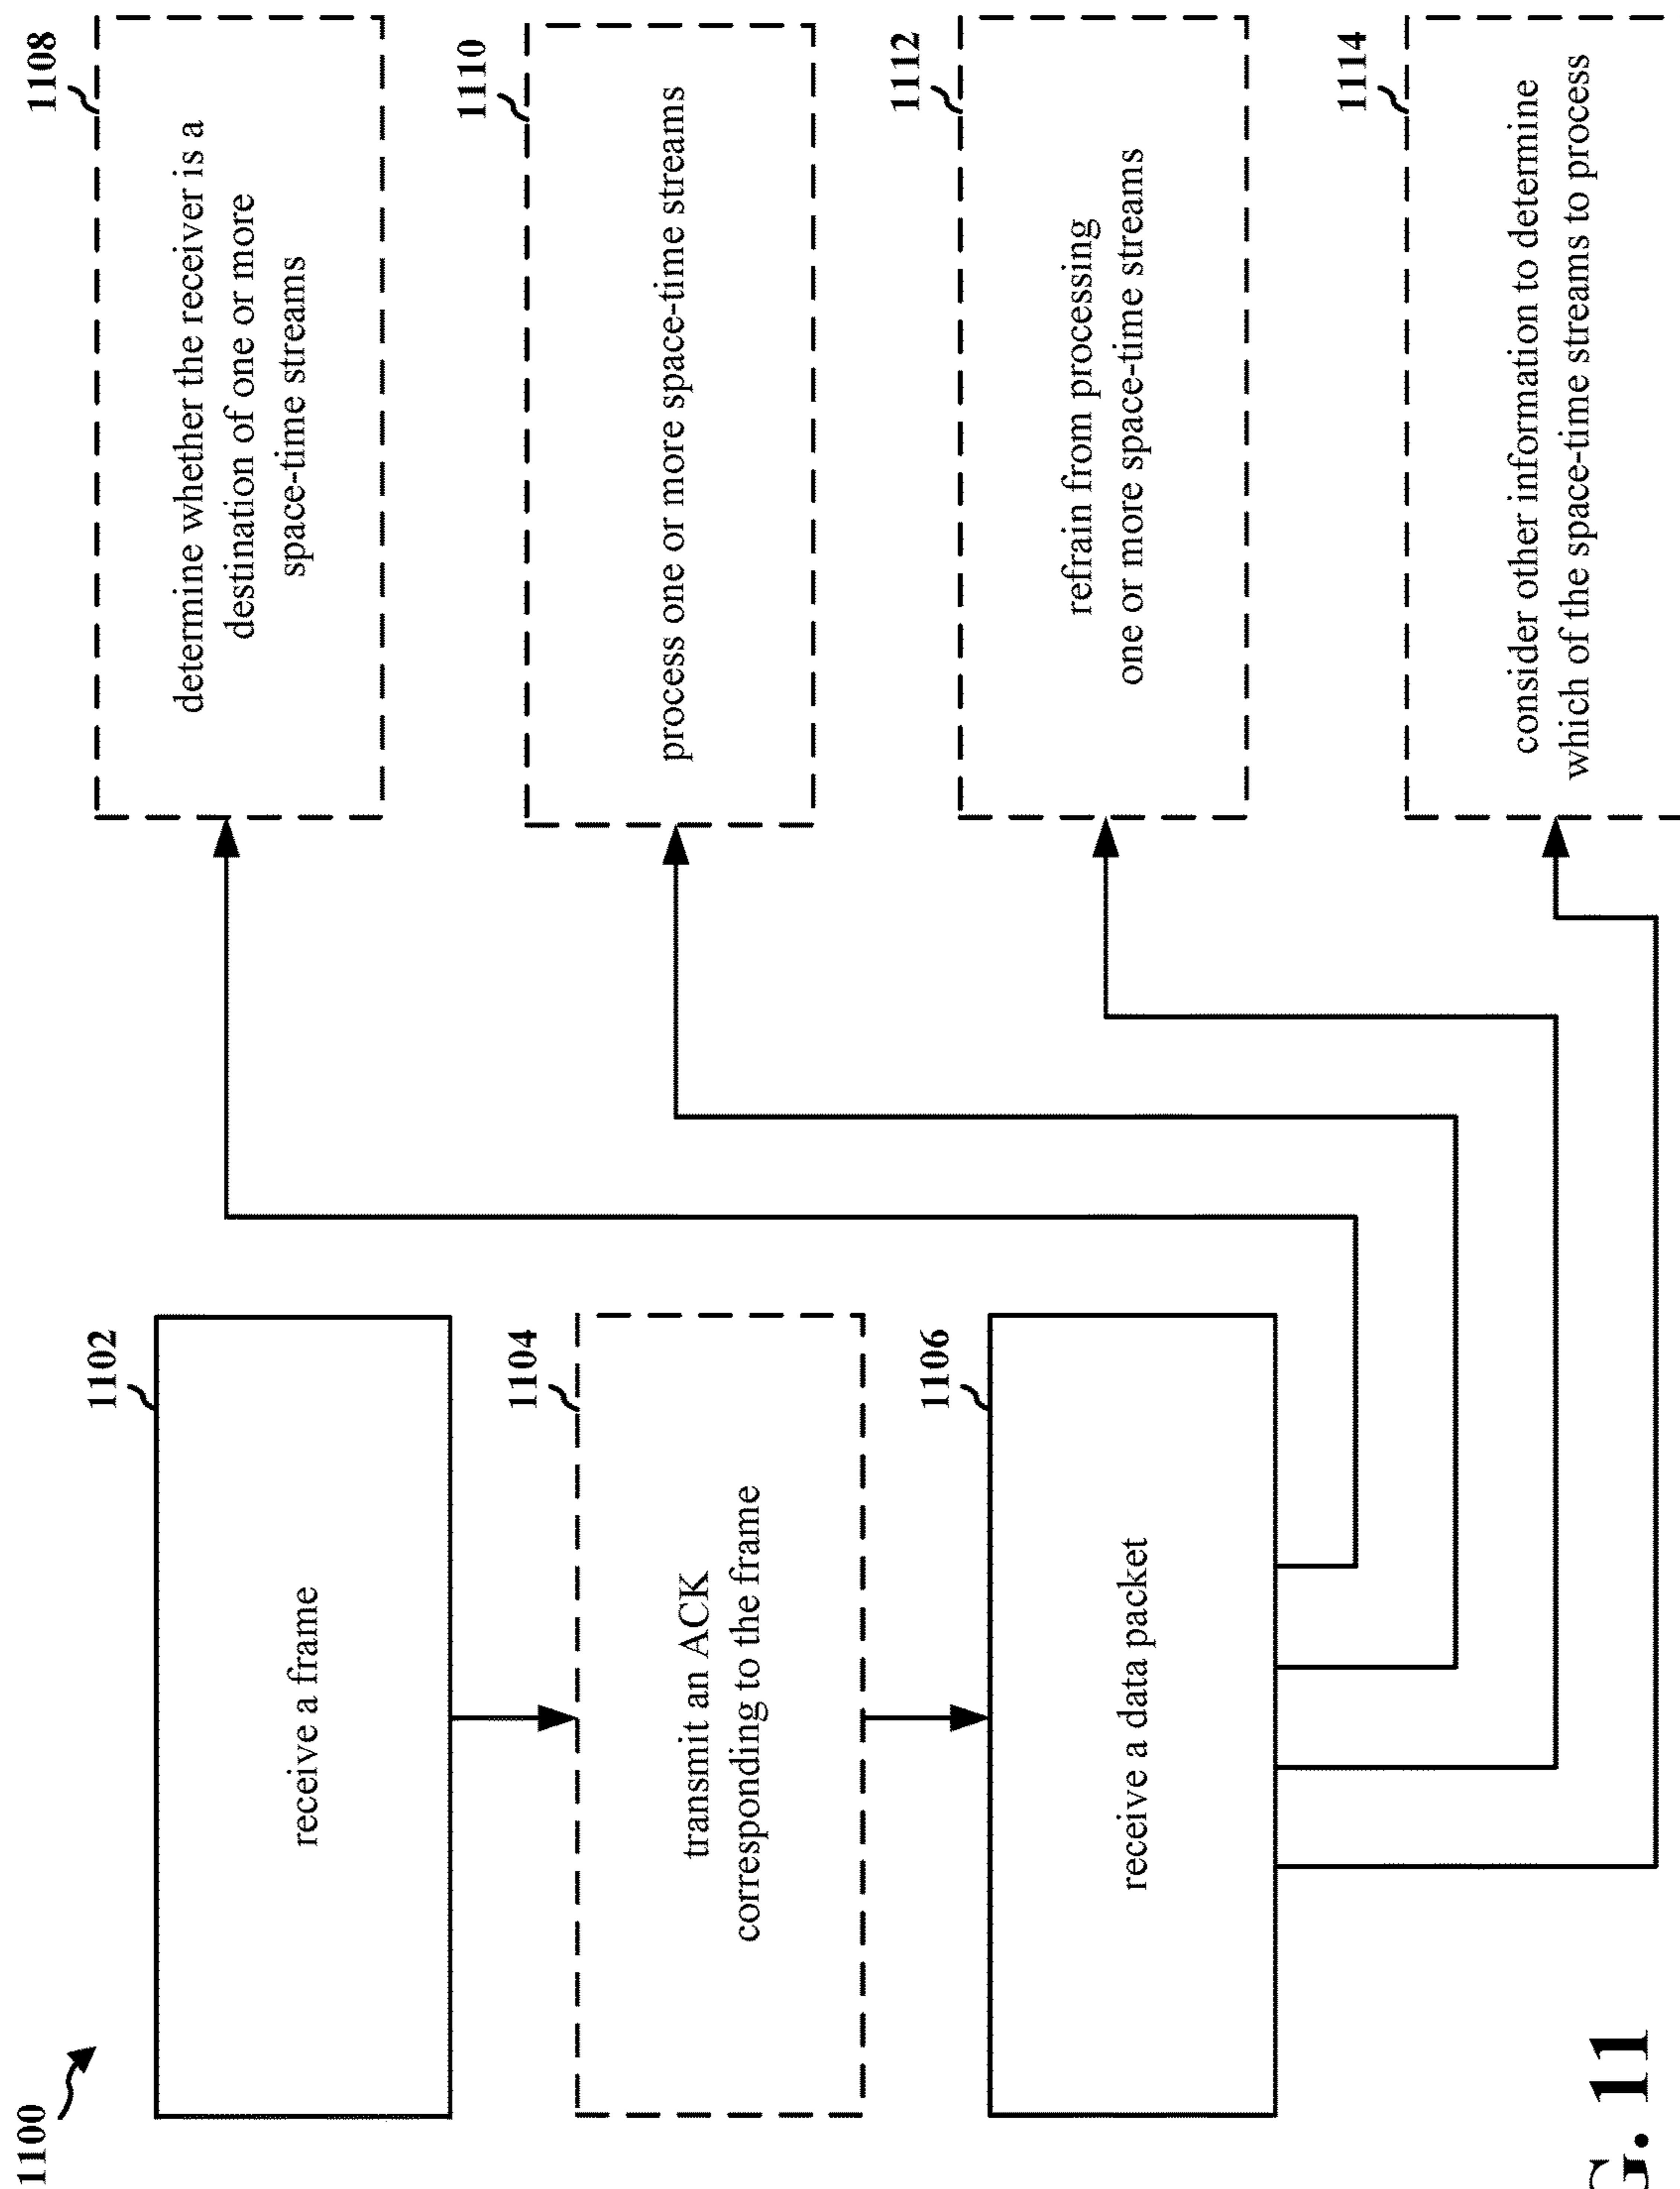 1100
1102
receive a frame
1104
transmit an ACK
corresponding to the frame
1106
receive a data packet
1108
determine whether the receiver is a
destination of one or more
space-time streams
1110
process one or more space-time streams
1112
refrain from processing
one or more space-time streams
1114
consider other information to determine
which of the space-time streams to process
G. 11